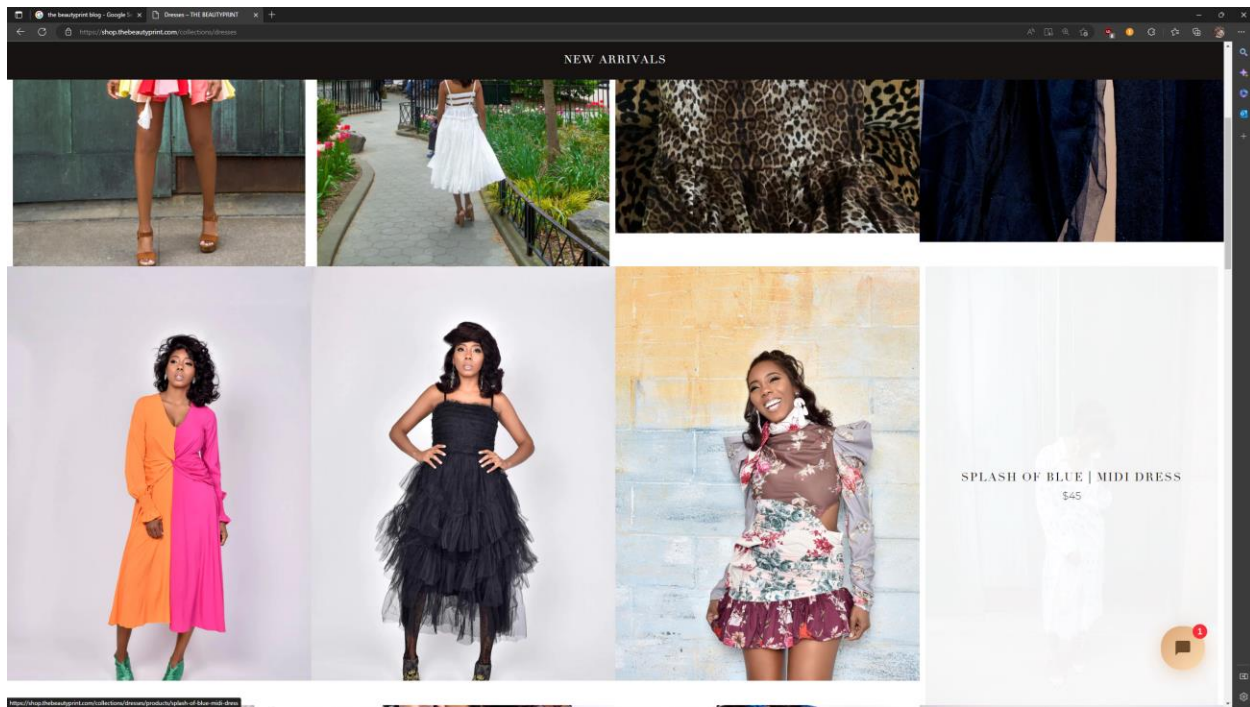 the beautyprint blog - Google S
Dresses – THE BEAUTYPRINT
https://shop.thebeautyprint.com/collections/dresses
NEW ARRIVALS
SPLASH OF BLUE | MIDI DRESS
$45
1
https://shop.thebeautyprint.com/collections/dresses/products/splash-of-blue-midi-dress